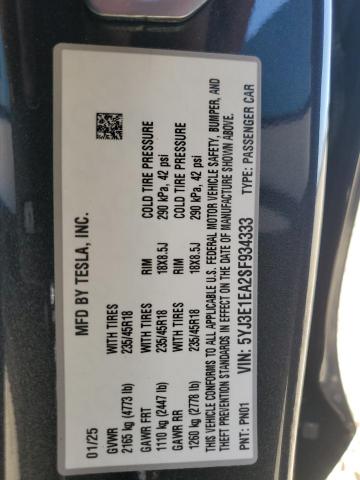 MFD BY TESLA, INC.
01/25
GVWR WITH TIRES RIM COLD TIRE PRESSURE
2165 kg (4773 lb) 235/45R18 18X8.5J 290 kPa, 42 psi
GAWR FRT WITH TIRES RIM COLD TIRE PRESSURE
1110 kg (2447 lb) 235/45R18 18X8.5J 290 kPa, 42 psi
GAWR RR
1260 kg (2778 lb)
THIS VEHICLE CONFORMS TO ALL APPLICABLE U.S. FEDERAL MOTOR VEHICLE SAFETY, BUMPER, AND
THEFT PREVENTION STANDARDS IN EFFECT ON THE DATE OF MANUFACTURE SHOWN ABOVE.
PNT: PN01 VIN: 5YJ3E1EA2SF934333 TYPE: PASSENGER CAR